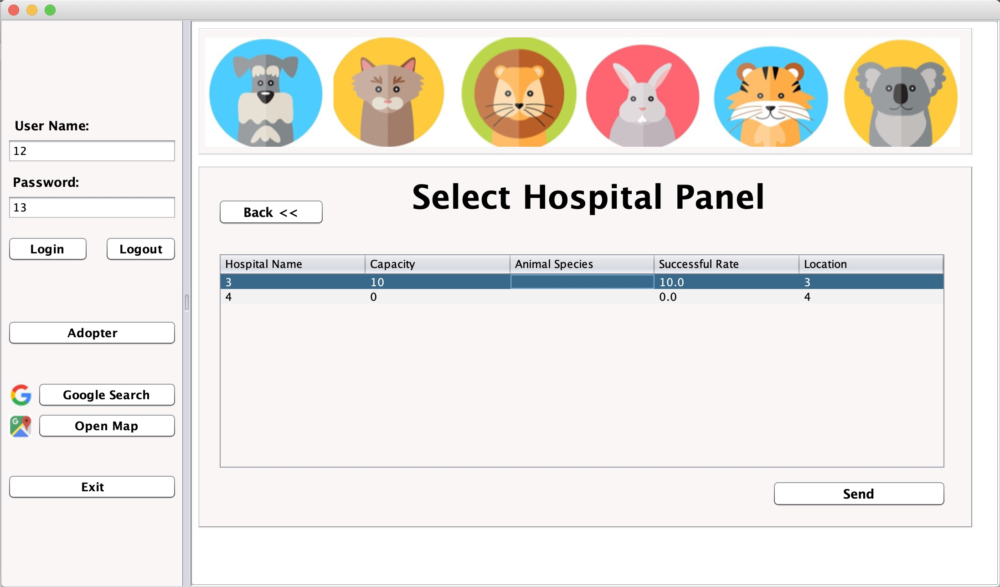 User Name:
12
Password:
13
Login Logout
Adopter
Google Search
Open Map
Exit
Select Hospital Panel
Back <<
Hospital Name Capacity Animal Species Successful Rate Location
3 10 10.0 3
4 0 0.0 4
Send